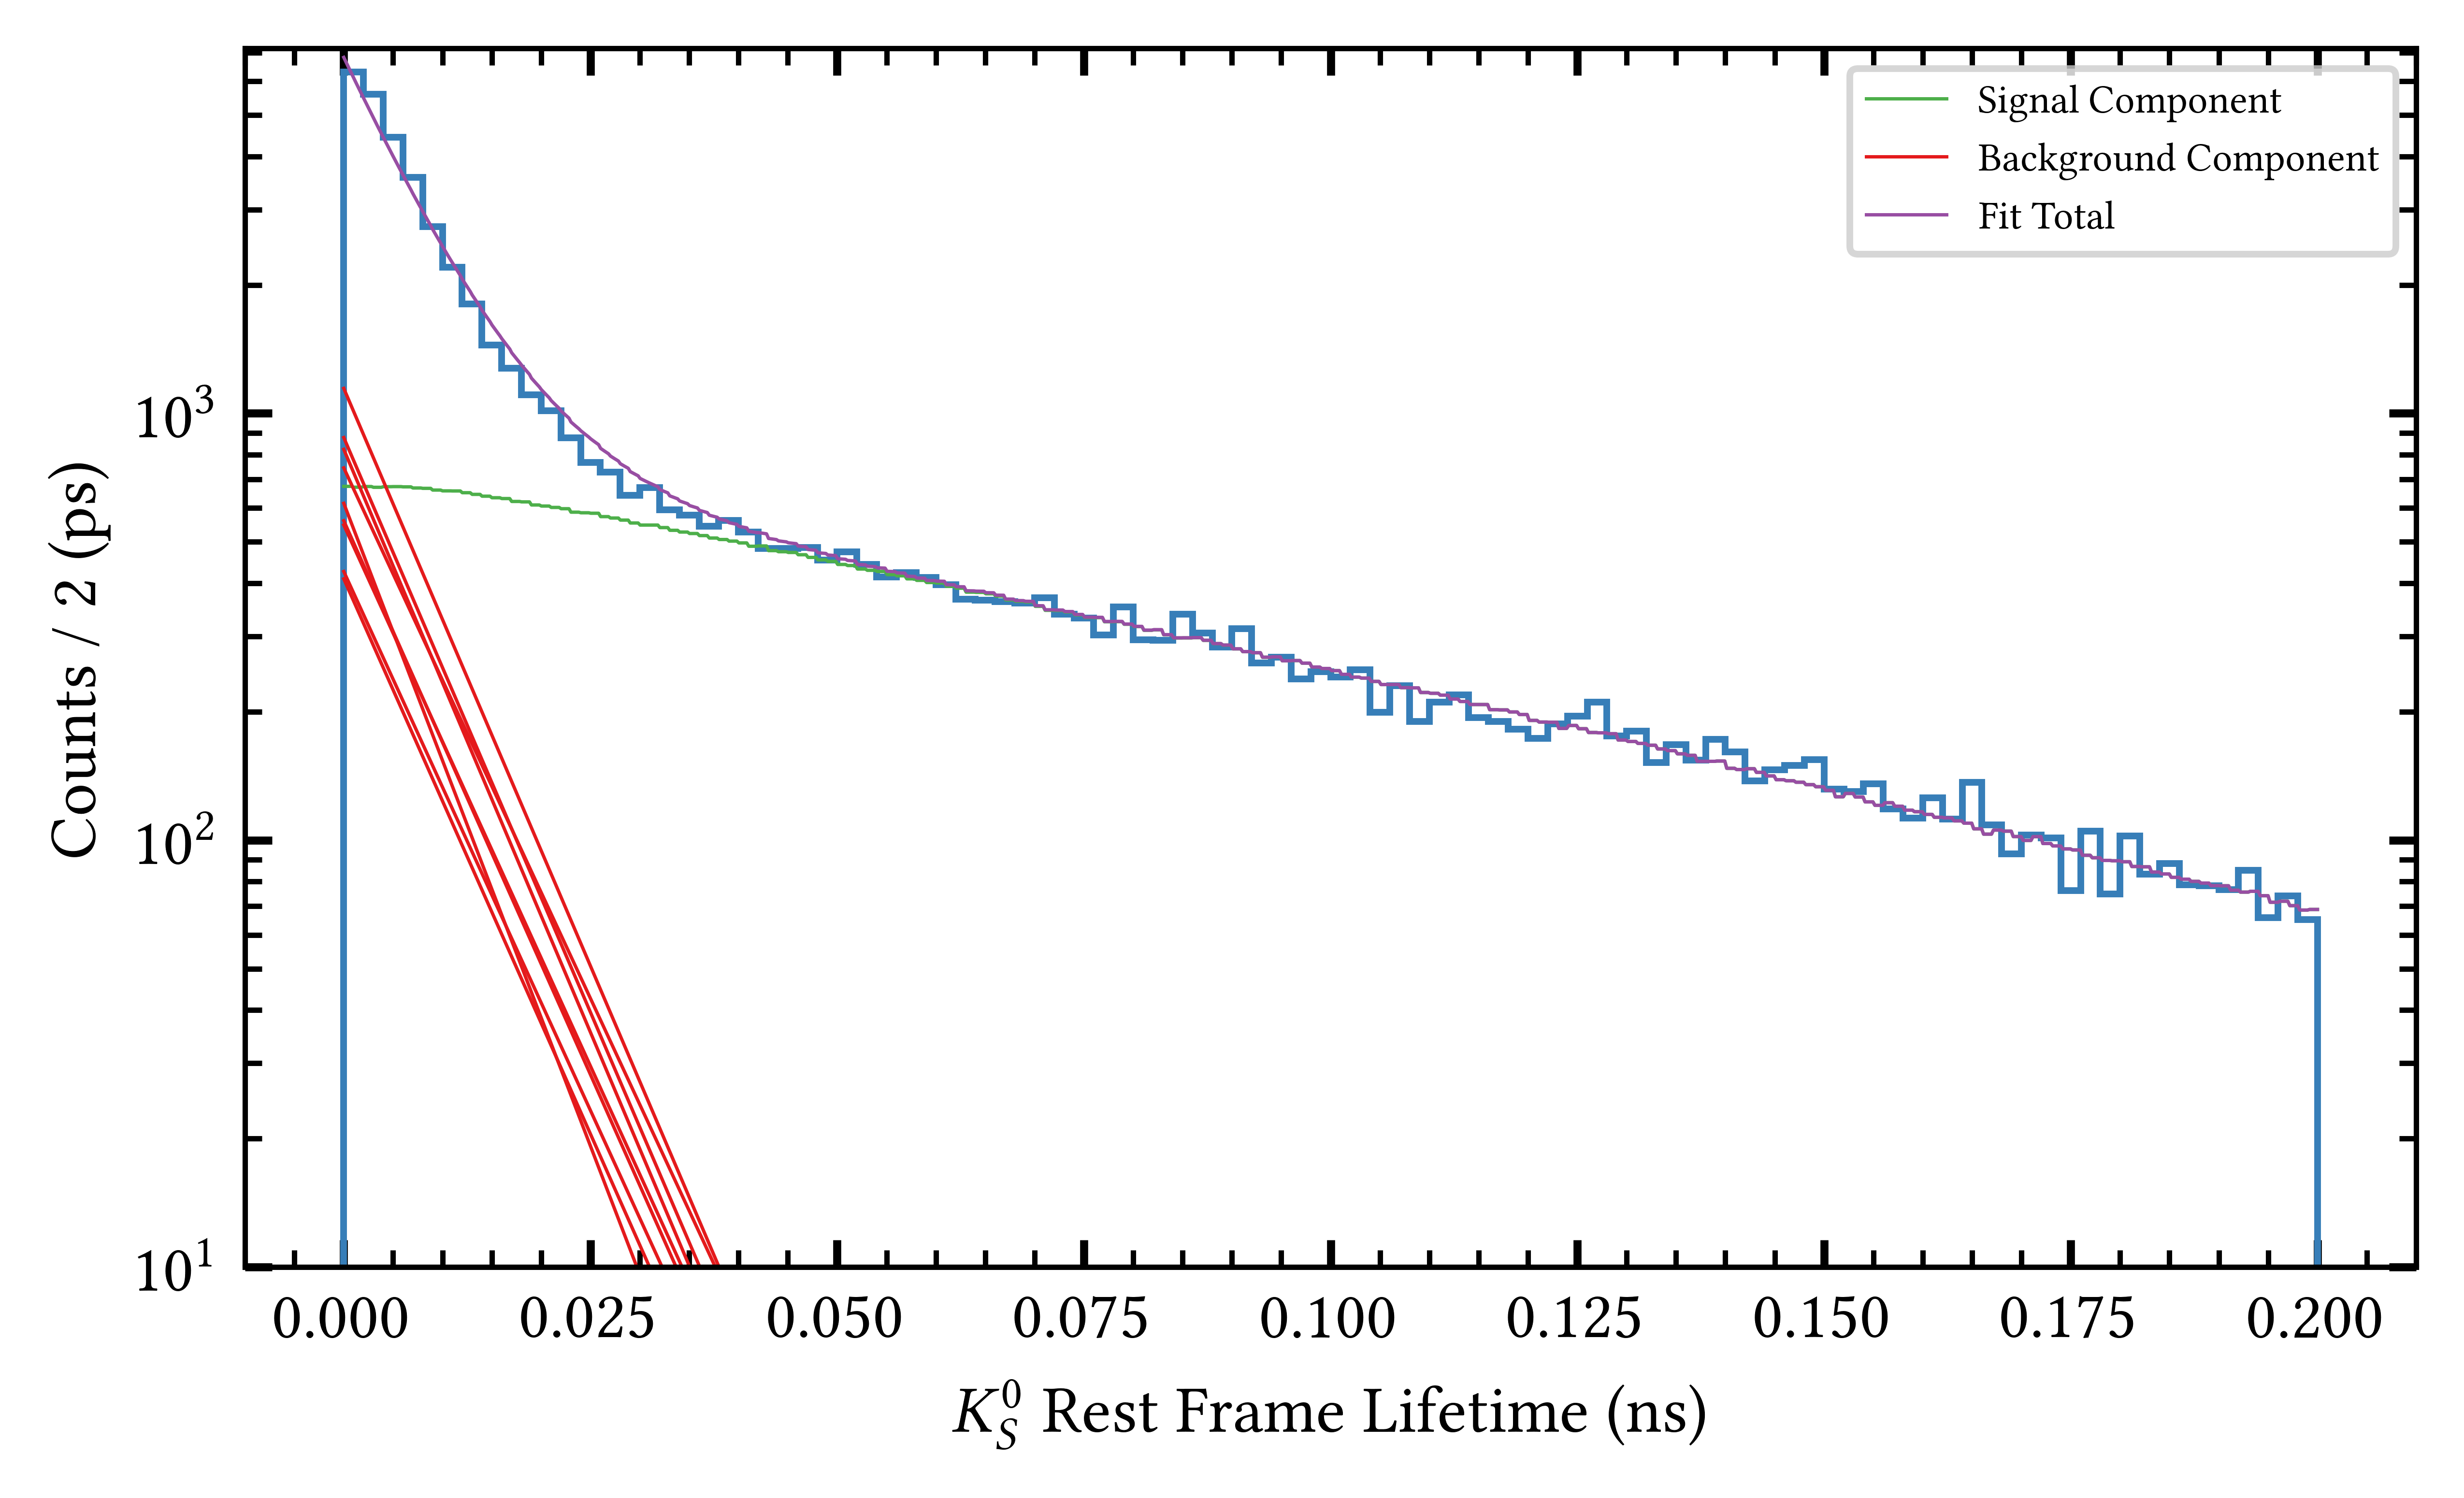 Signal Component
Background Component
Fit Total
10³
10²
10¹
Counts / 2 (ps)
0.000 0.025 0.050 0.075 0.100 0.125 0.150 0.175 0.200
K⁰_S Rest Frame Lifetime (ns)